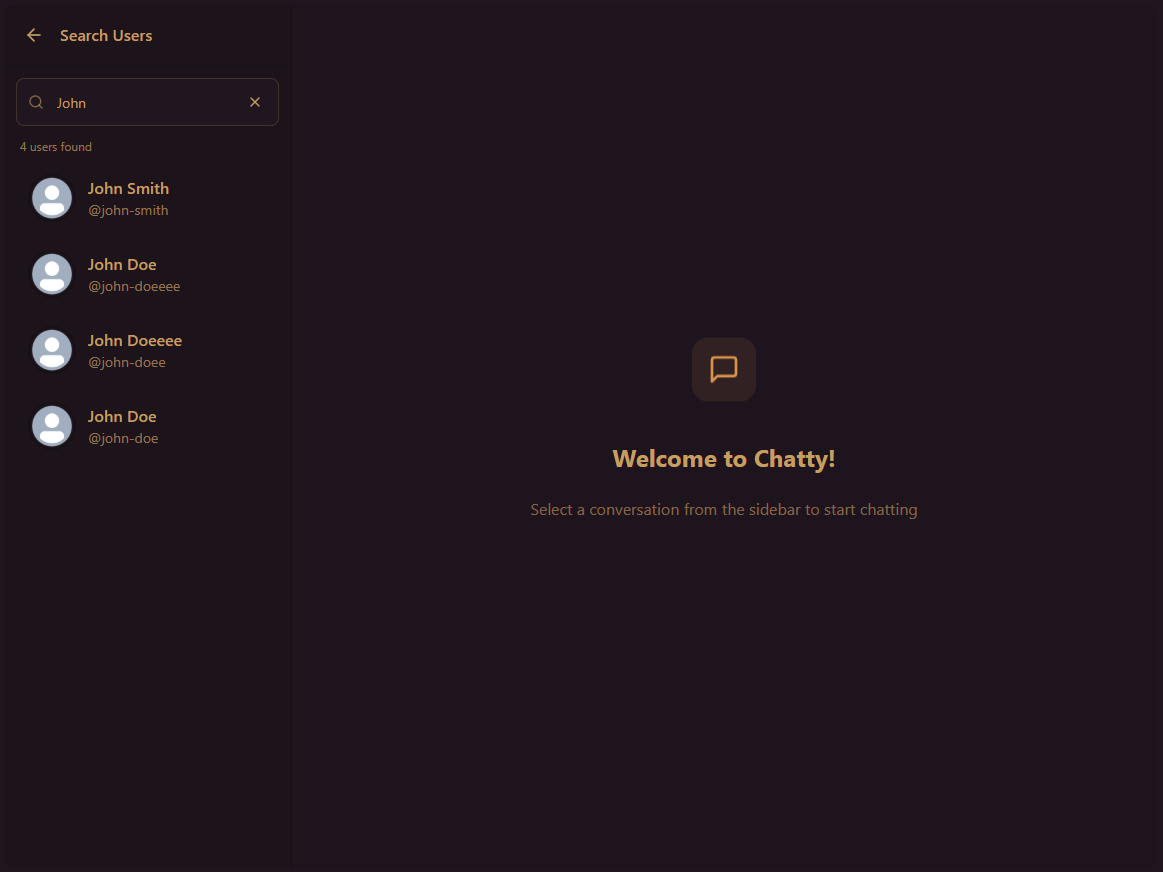 Search Users
John
4 users found
John Smith
@john-smith
John Doe
@john-doeeee
John Doeeee
@john-doee
John Doe
@john-doe
Welcome to Chatty!
Select a conversation from the sidebar to start chatting